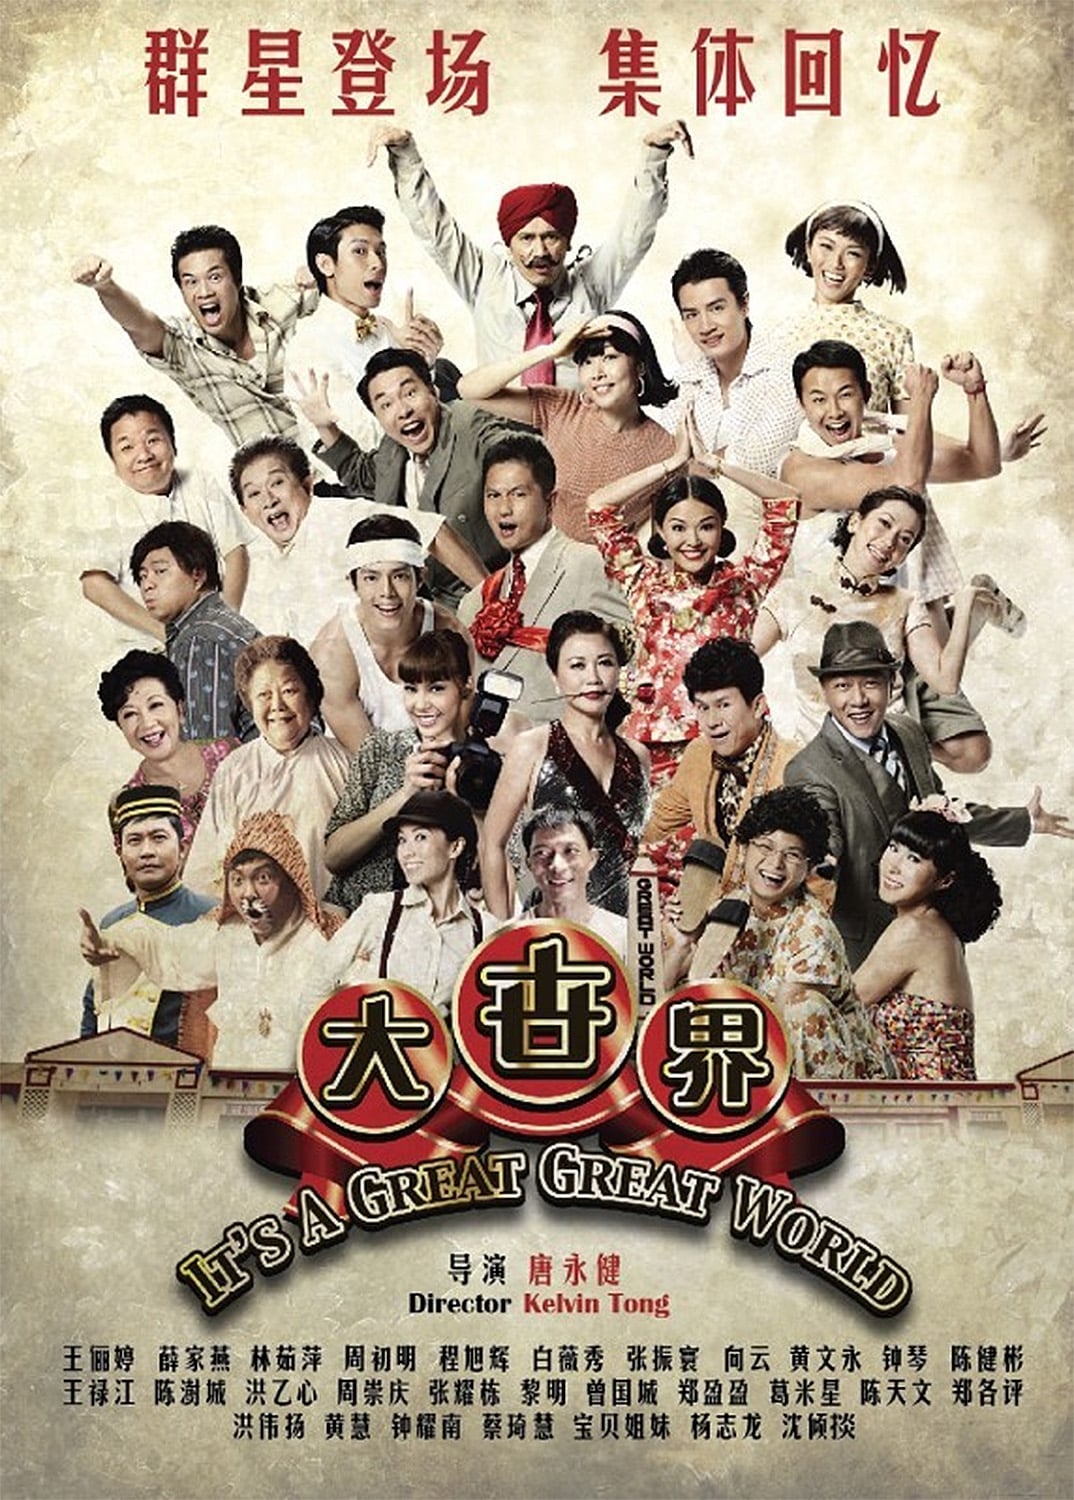 群星登场 集体回忆
GREAT WORLD
大世界
IT'S A GREAT GREAT WORLD
导演 唐永健
Director Kelvin Tong
王俪婷 薛家燕 林茹萍 周初明 程旭辉 白薇秀 张振寰 向云 黄文永 钟琴 陈健彬
王禄江 陈澍城 洪乙心 周崇庆 张耀栋 黎明 曾国城 郑盈盈 葛米星 陈天文 郑各评
洪伟扬 黄慧 钟耀南 蔡琦慧 宝贝姐妹 杨志龙 沈倾掞